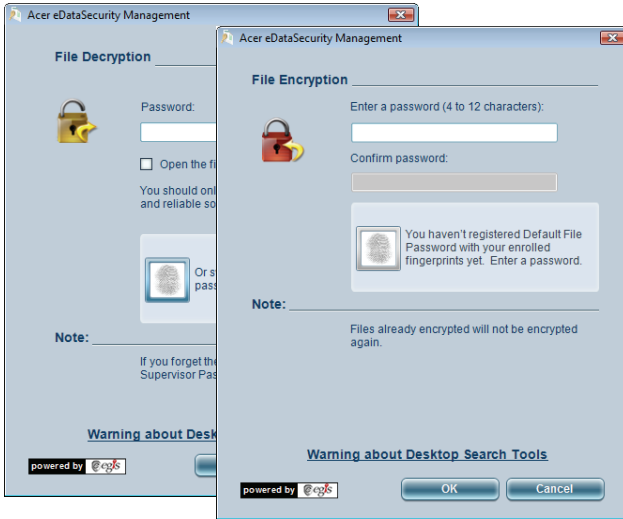 Acer eDataSecurity Management
File Decryption
Password:
Open the fi
You should onl
and reliable so
Or s
pass
Note:
If you forget the
Supervisor Pas
Warning about Desk
powered by egis
Acer eDataSecurity Management
File Encryption
Enter a password (4 to 12 characters):
Confirm password:
You haven't registered Default File
Password with your enrolled
fingerprints yet. Enter a password.
Note:
Files already encrypted will not be encrypted
again.
Warning about Desktop Search Tools
powered by egis
OK
Cancel